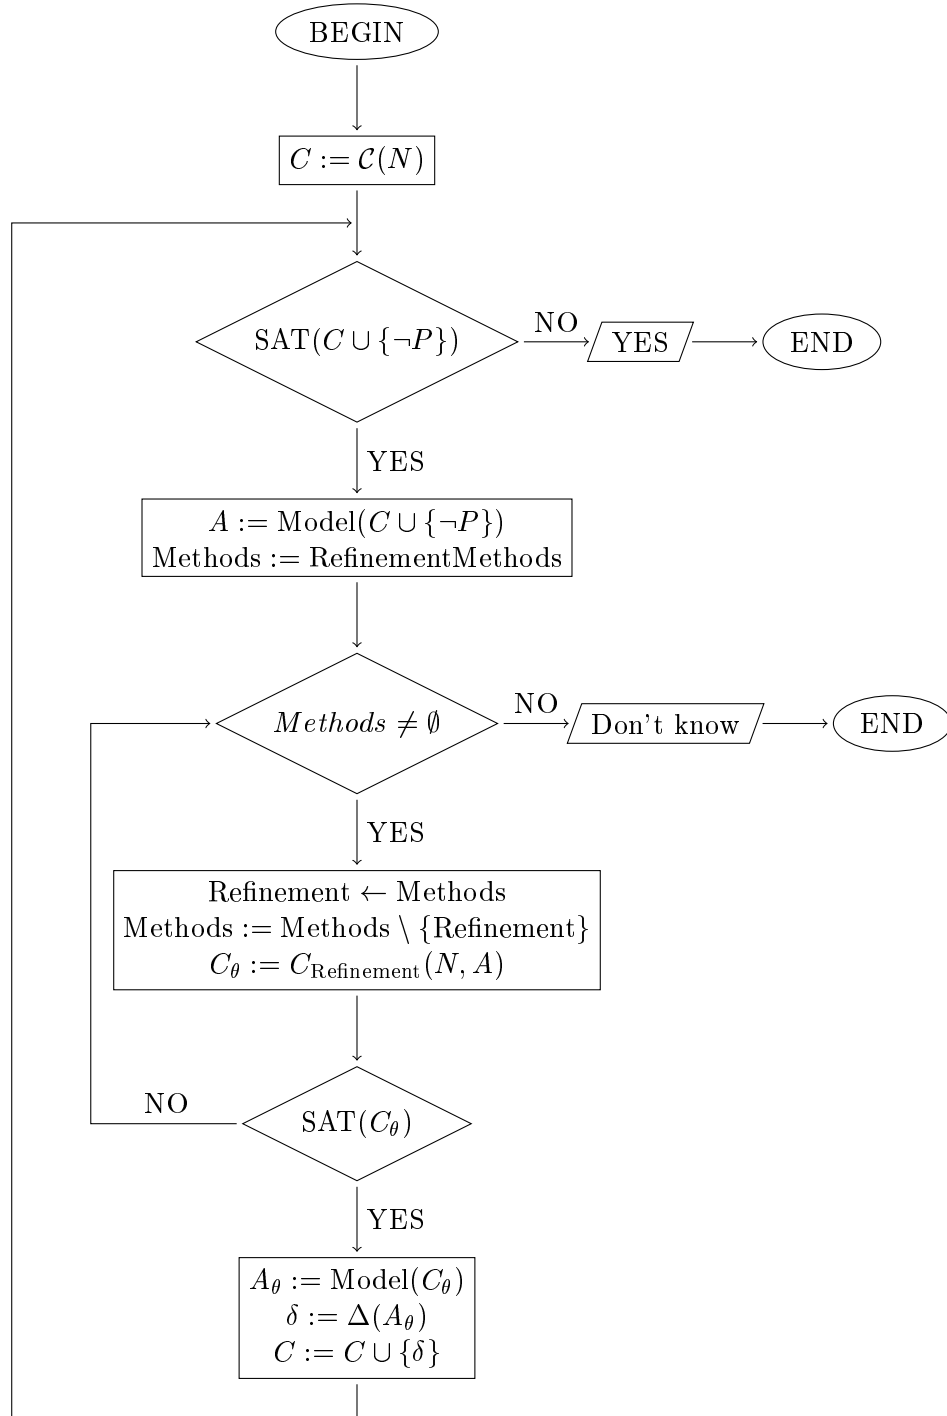 BEGIN
C := 𝒞(N)
SAT(C ∪ {¬P})
NO
YES
END
YES
A := Model(C ∪ {¬P})
Methods := RefinementMethods
Methods ≠ ∅
NO
Don't know
END
YES
Refinement ← Methods
Methods := Methods \ {Refinement}
C_θ := C_Refinement(N, A)
NO
SAT(C_θ)
YES
A_θ := Model(C_θ)
δ := Δ(A_θ)
C := C ∪ {δ}